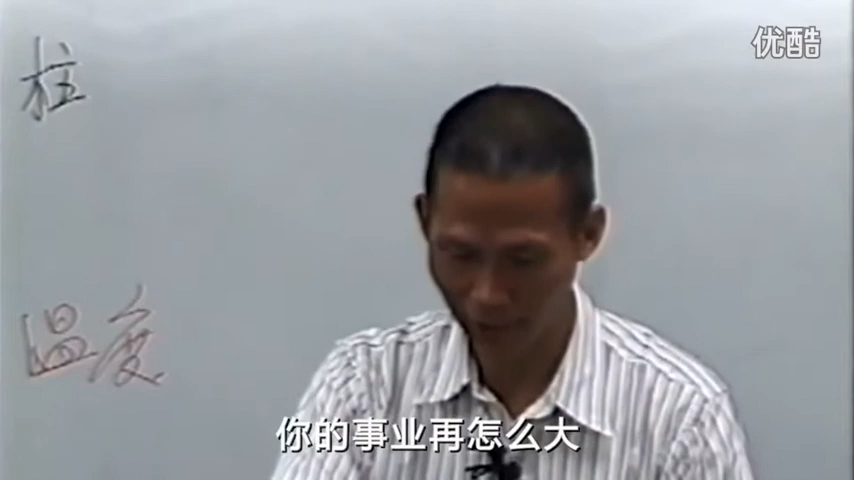 优酷
柱
温度
你的事业再怎么大